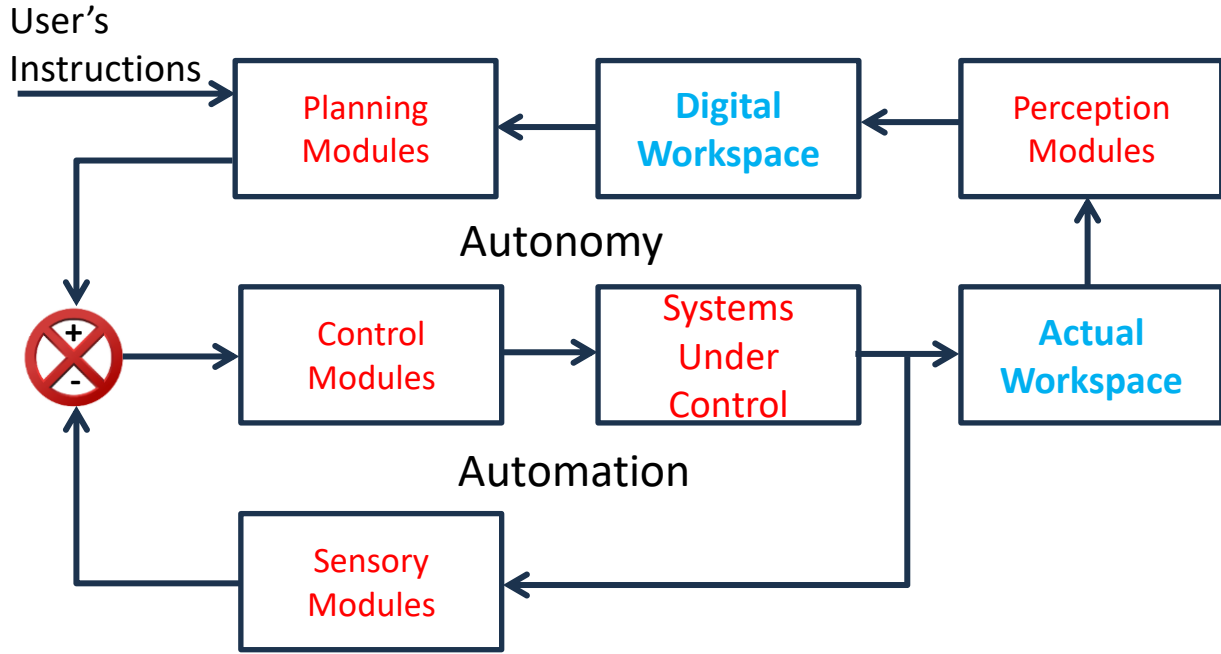 User's
Instructions
Planning
Modules
Digital
Workspace
Perception
Modules
Autonomy
+
-
Control
Modules
Systems
Under
Control
Actual
Workspace
Automation
Sensory
Modules